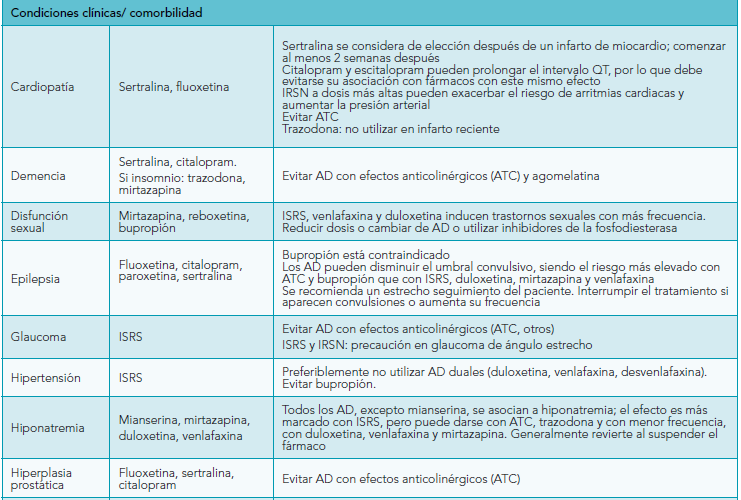 Condiciones clínicas/ comorbilidad
Cardiopatía
Sertralina, fluoxetina
Sertralina se considera de elección después de un infarto de miocardio; comenzar
al menos 2 semanas después
Citalopram y escitalopram pueden prolongar el intervalo QT, por lo que debe
evitarse su asociación con fármacos con este mismo efecto
IRSN a dosis más altas pueden exacerbar el riesgo de arritmias cardiacas y
aumentar la presión arterial
Evitar ATC
Trazodona: no utilizar en infarto reciente
Demencia
Sertralina, citalopram.
Si insomnio: trazodona,
mirtazapina
Evitar AD con efectos anticolinérgicos (ATC) y agomelatina
Disfunción
sexual
Mirtazapina, reboxetina,
bupropión
ISRS, venlafaxina y duloxetina inducen trastornos sexuales con más frecuencia.
Reducir dosis o cambiar de AD o utilizar inhibidores de la fosfodiesterasa
Epilepsia
Fluoxetina, citalopram,
paroxetina, sertralina
Bupropión está contraindicado
Los AD pueden disminuir el umbral convulsivo, siendo el riesgo más elevado con
ATC y bupropión que con ISRS, duloxetina, mirtazapina y venlafaxina
Se recomienda un estrecho seguimiento del paciente. Interrumpir el tratamiento si
aparecen convulsiones o aumenta su frecuencia
Glaucoma
ISRS
Evitar AD con efectos anticolinérgicos (ATC, otros)
ISRS y IRSN: precaución en glaucoma de ángulo estrecho
Hipertensión
ISRS
Preferiblemente no utilizar AD duales (duloxetina, venlafaxina, desvenlafaxina).
Evitar bupropión.
Hiponatremia
Mianserina, mirtazapina,
duloxetina, venlafaxina
Todos los AD, excepto mianserina, se asocian a hiponatremia; el efecto es más
marcado con ISRS, pero puede darse con ATC, trazodona y con menor frecuencia,
con duloxetina, venlafaxina y mirtazapina. Generalmente revierte al suspender el
fármaco
Hiperplasia
prostática
Fluoxetina, sertralina,
citalopram
Evitar AD con efectos anticolinérgicos (ATC)